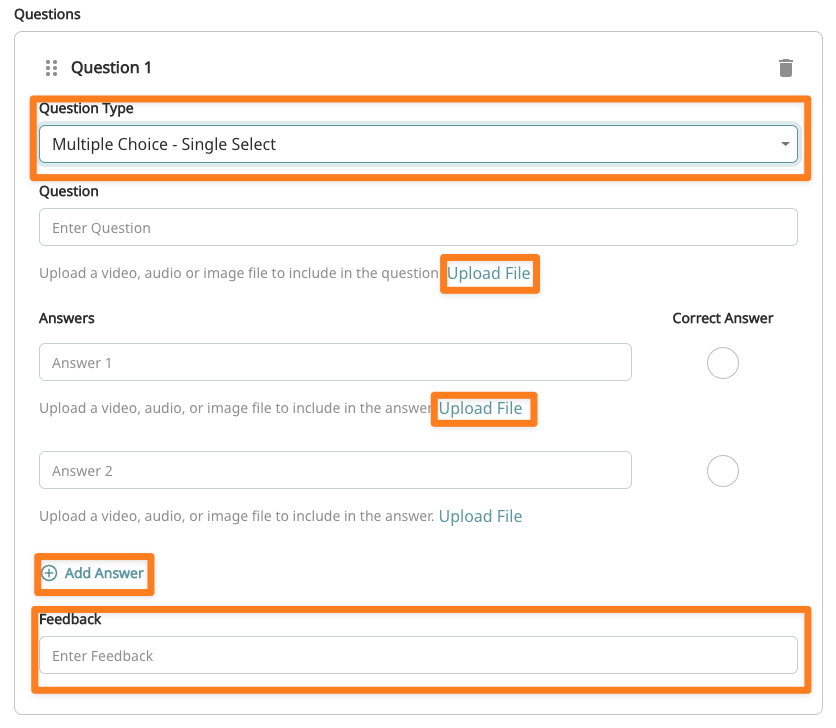 Questions
Question 1
Question Type
Multiple Choice - Single Select
Question
Enter Question
Upload a video, audio or image file to include in the question Upload File
Answers Correct Answer
Answer 1
Upload a video, audio, or image file to include in the answer Upload File
Answer 2
Upload a video, audio, or image file to include in the answer. Upload File
Add Answer
Feedback
Enter Feedback